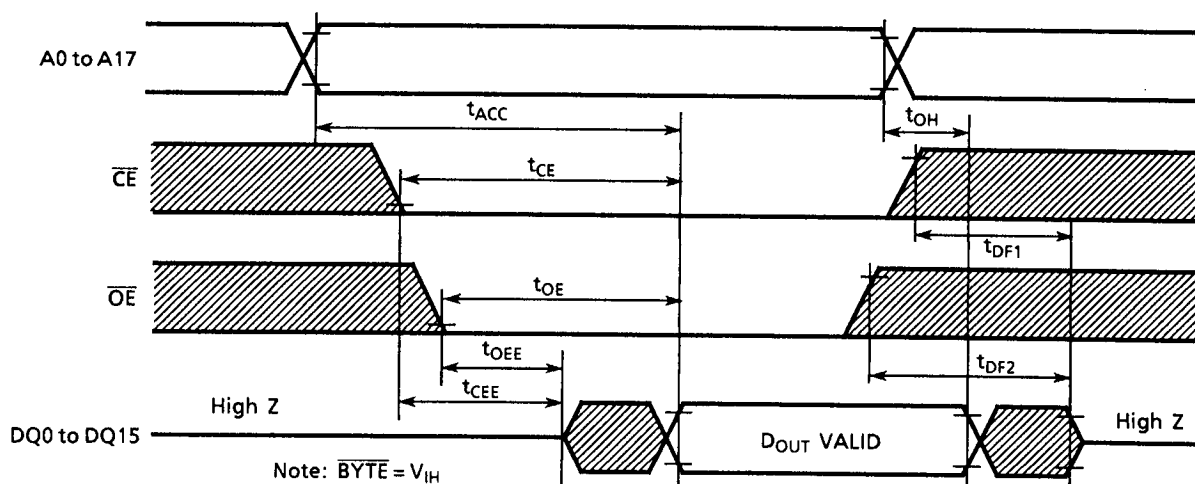 A0 to A17
tACC
tOH
CE
tCE
tDF1
OE
tOE
tOEE
tDF2
tCEE
High Z
High Z
DQ0 to DQ15
DOUT VALID
Note: BYTE = VIH